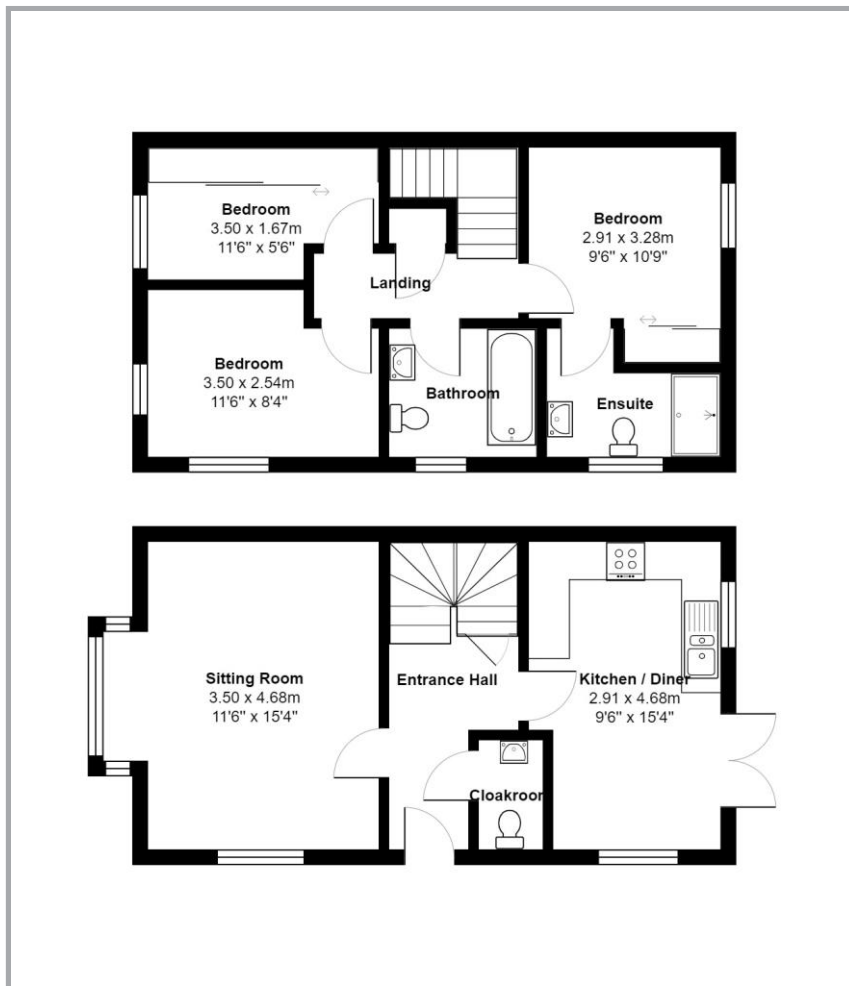 Bedroom
3.50 x 1.67m
11'6" x 5'6"
Bedroom
2.91 x 3.28m
9'6" x 10'9"
Landing
Bedroom
3.50 x 2.54m
11'6" x 8'4"
Bathroom
Ensuite
Sitting Room
3.50 x 4.68m
11'6" x 15'4"
Entrance Hall
Kitchen / Diner
2.91 x 4.68m
9'6" x 15'4"
Cloakroom